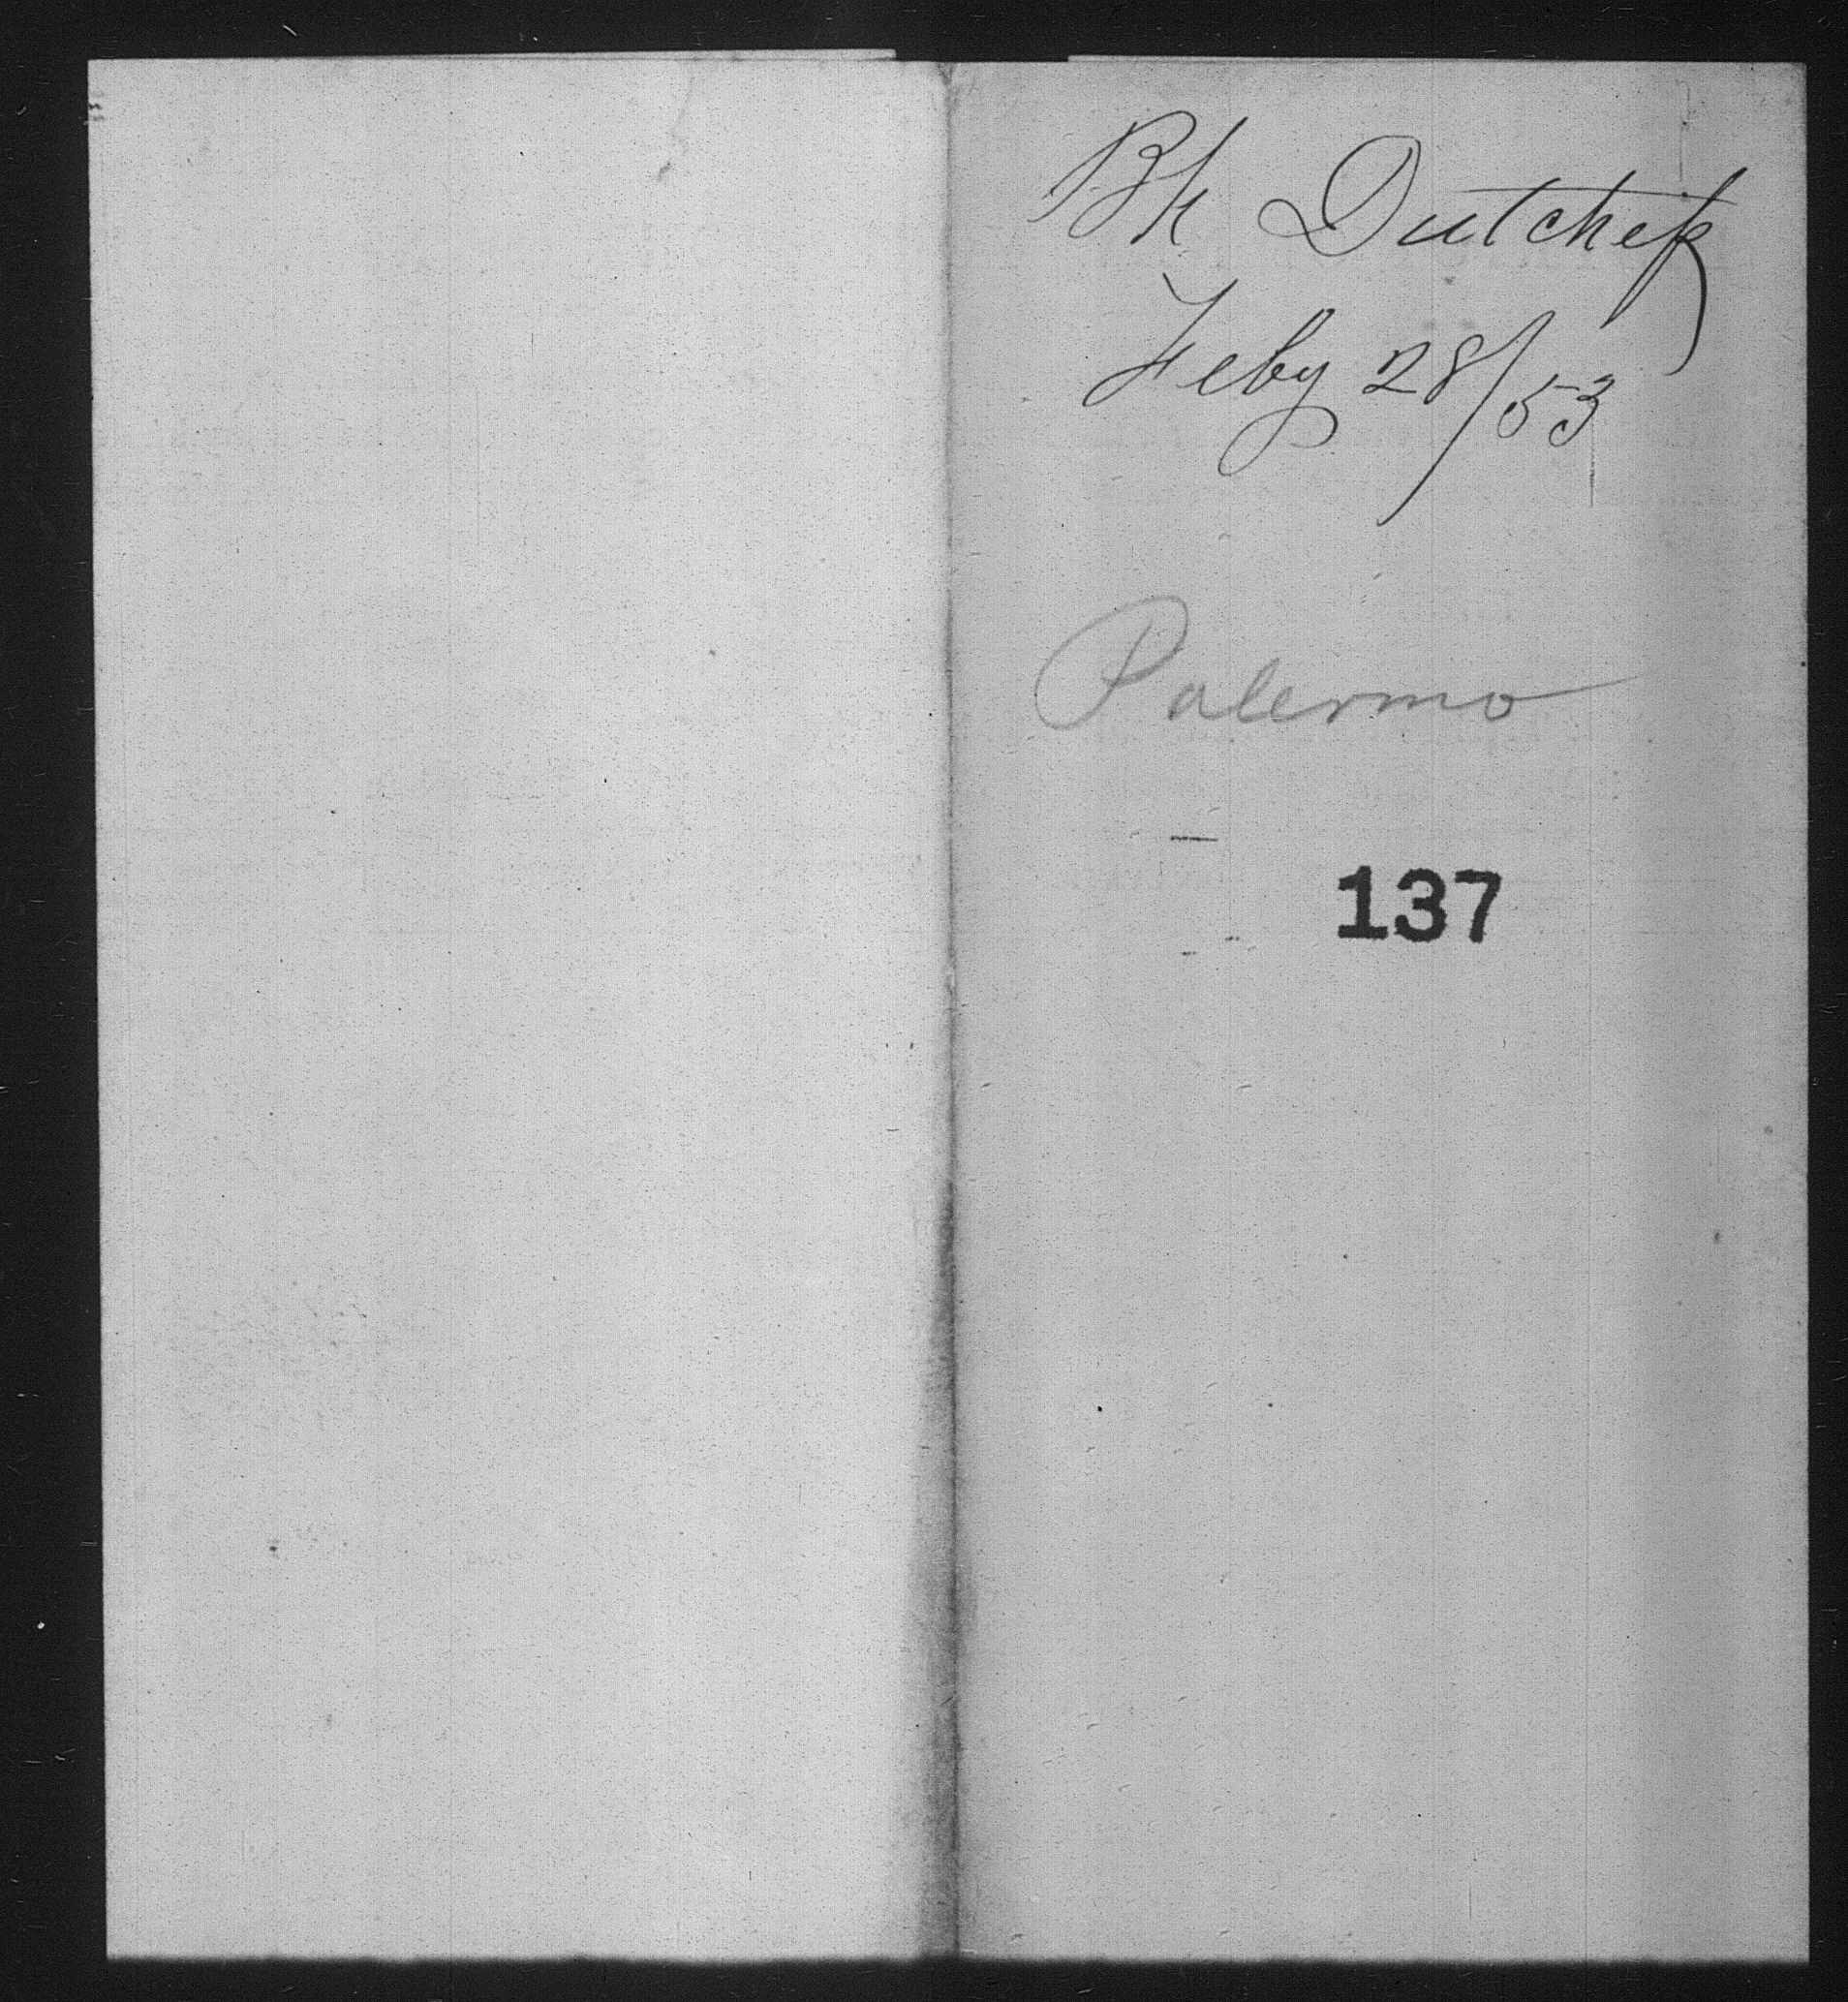 Bk Dutchess
Feby 28/53
Palermo
137